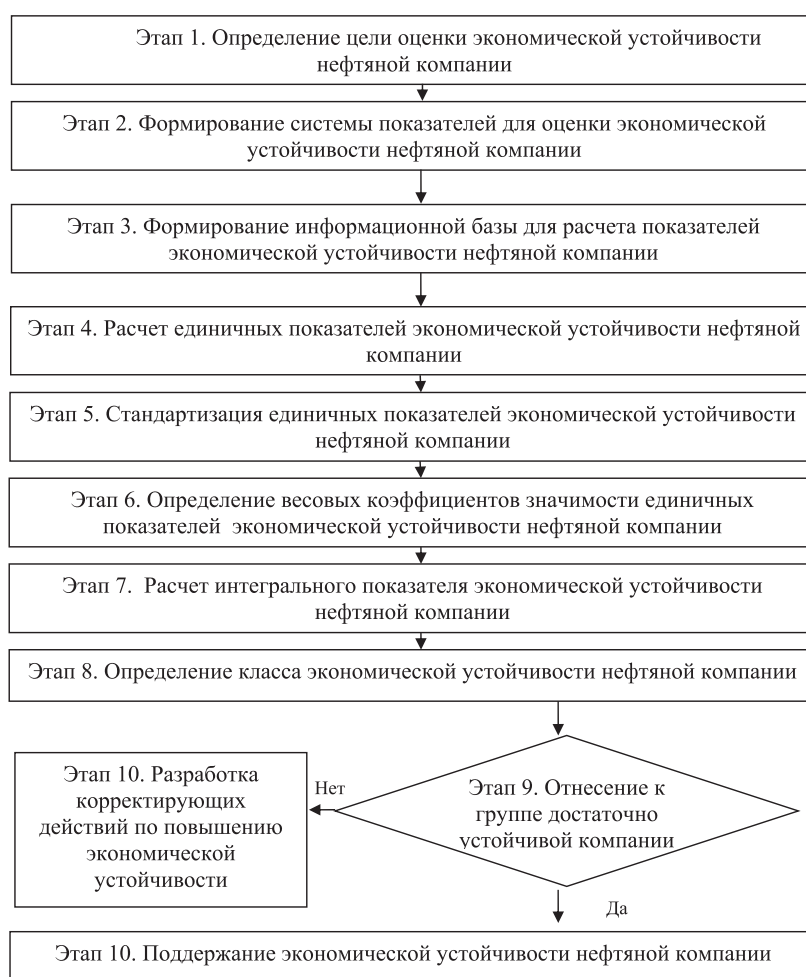 Этап 1. Определение цели оценки экономической устойчивости
нефтяной компании
Этап 2. Формирование системы показателей для оценки экономической
устойчивости нефтяной компании
Этап 3. Формирование информационной базы для расчета показателей
экономической устойчивости нефтяной компании
Этап 4. Расчет единичных показателей экономической устойчивости нефтяной
компании
Этап 5. Стандартизация единичных показателей экономической устойчивости
нефтяной компании
Этап 6. Определение весовых коэффициентов значимости единичных
показателей экономической устойчивости нефтяной компании
Этап 7. Расчет интегрального показателя экономической устойчивости
нефтяной компании
Этап 8. Определение класса экономической устойчивости нефтяной компании
Этап 10. Разработка
корректирующих
действий по повышению
экономической
устойчивости
Нет
Этап 9. Отнесение к
группе достаточно
устойчивой компании
Да
Этап 10. Поддержание экономической устойчивости нефтяной компании